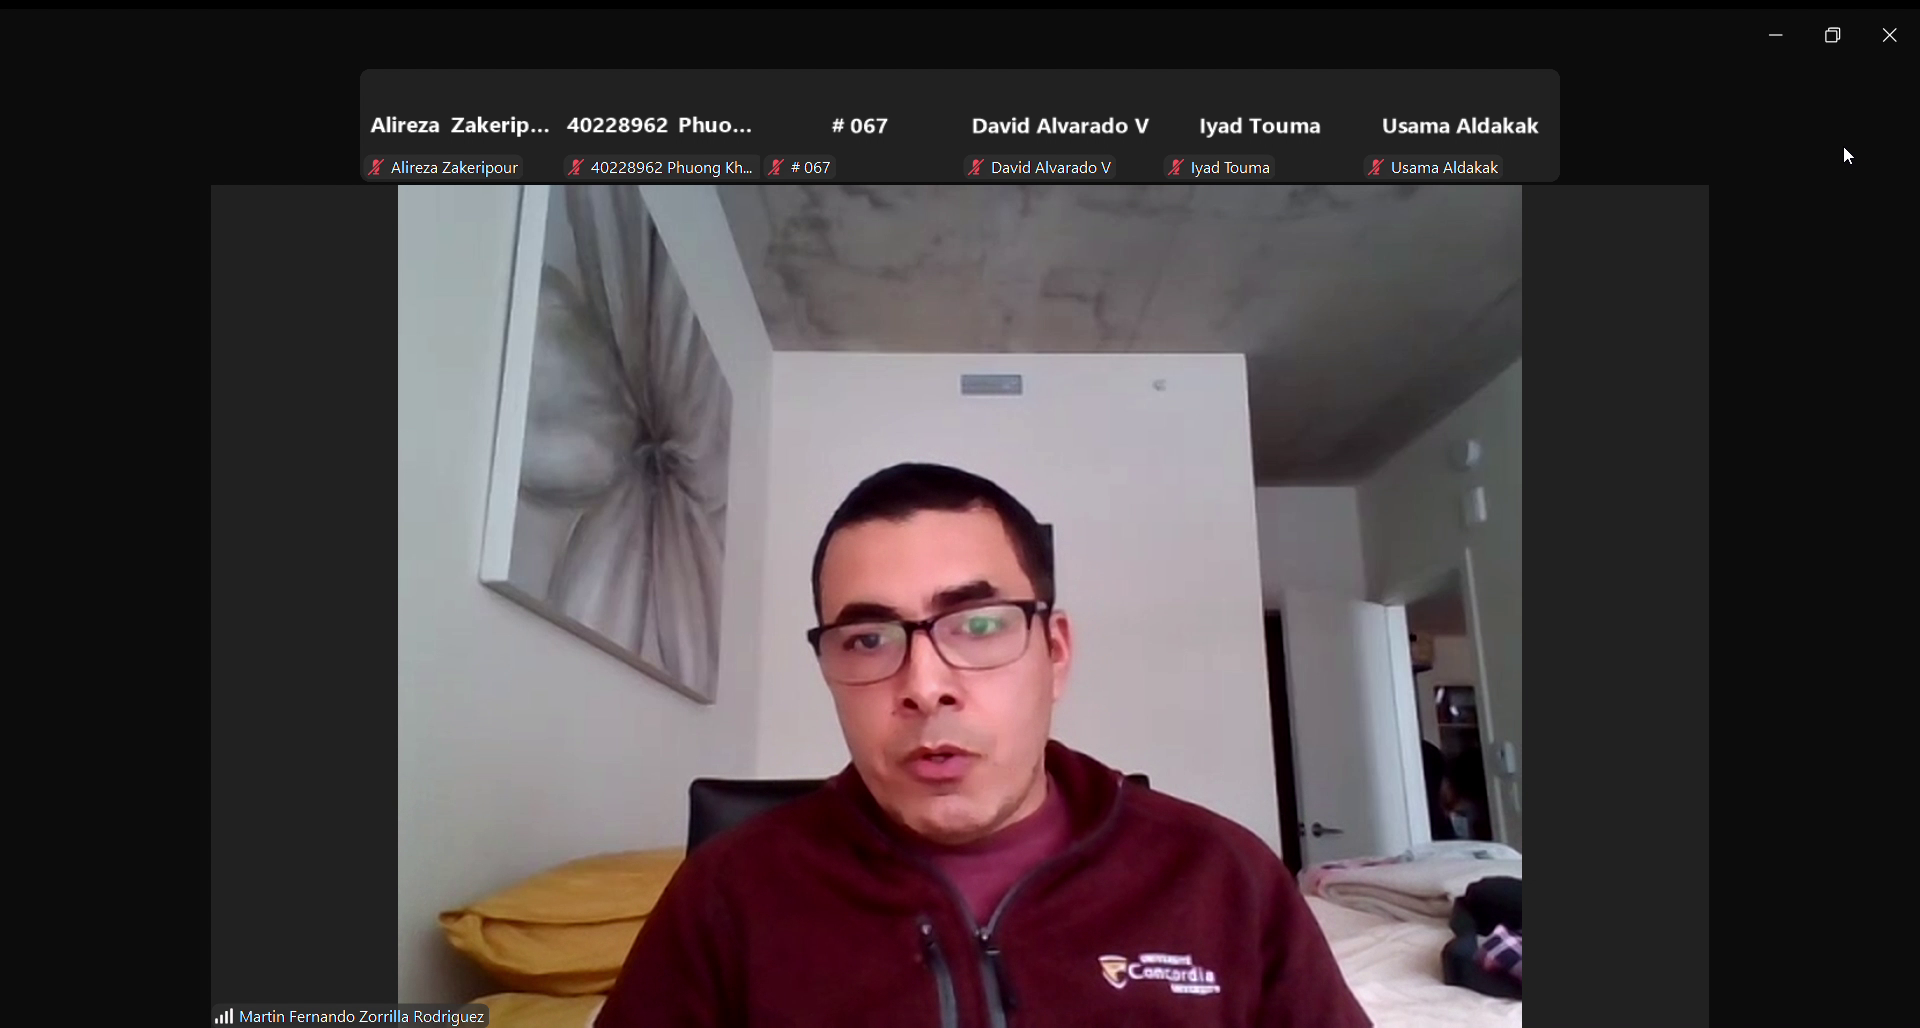 Alireza Zakerip...
40228962 Phuo...
# 067
David Alvarado V
Iyad Touma
Usama Aldakak
Alireza Zakeripour
40228962 Phuong Kh...
# 067
David Alvarado V
Iyad Touma
Usama Aldakak
UNIVERSITÉ
Concordia
Martin Fernando Zorrilla Rodriguez